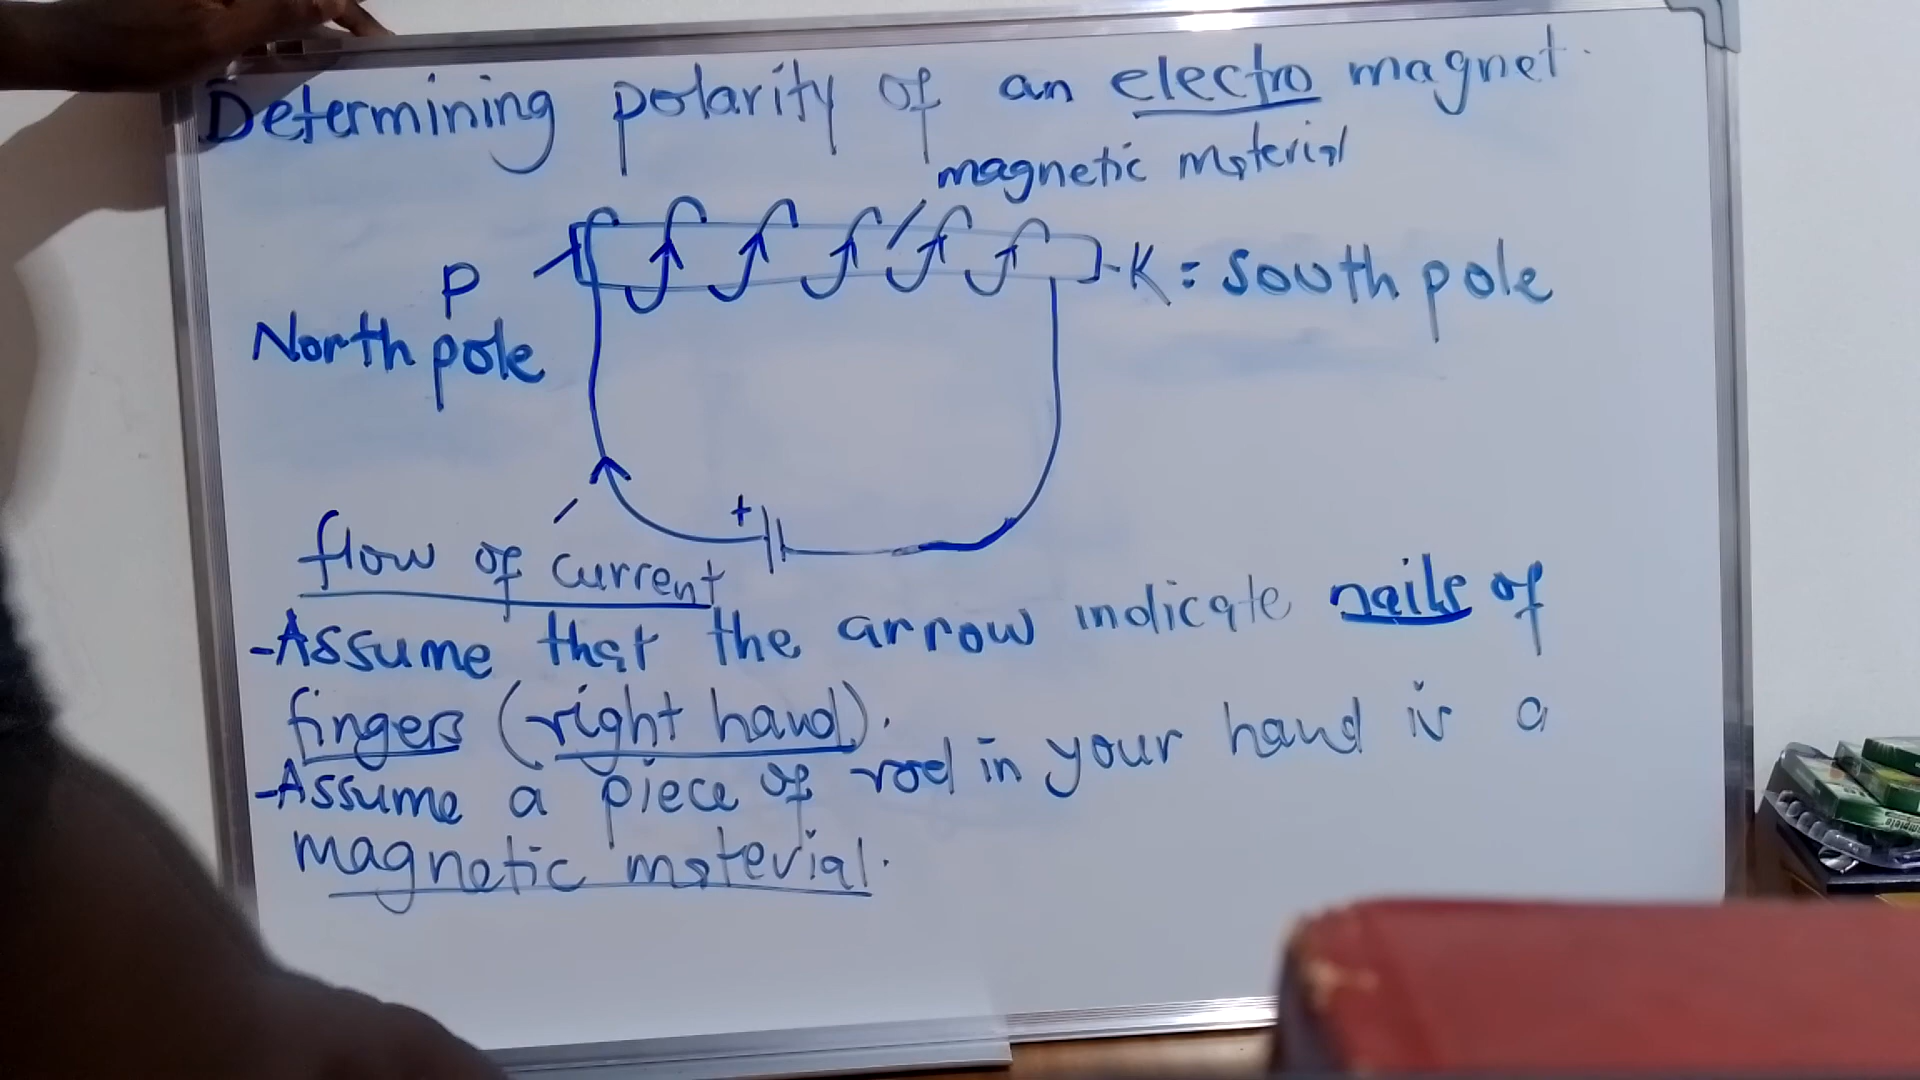 Determining polarity of an electro magnet.
magnetic material
P
North pole
K = South pole
+
flow of current
- Assume that the arrow indicate nails of
fingers (right hand).
- Assume a piece of rod in your hand is a
magnetic material.